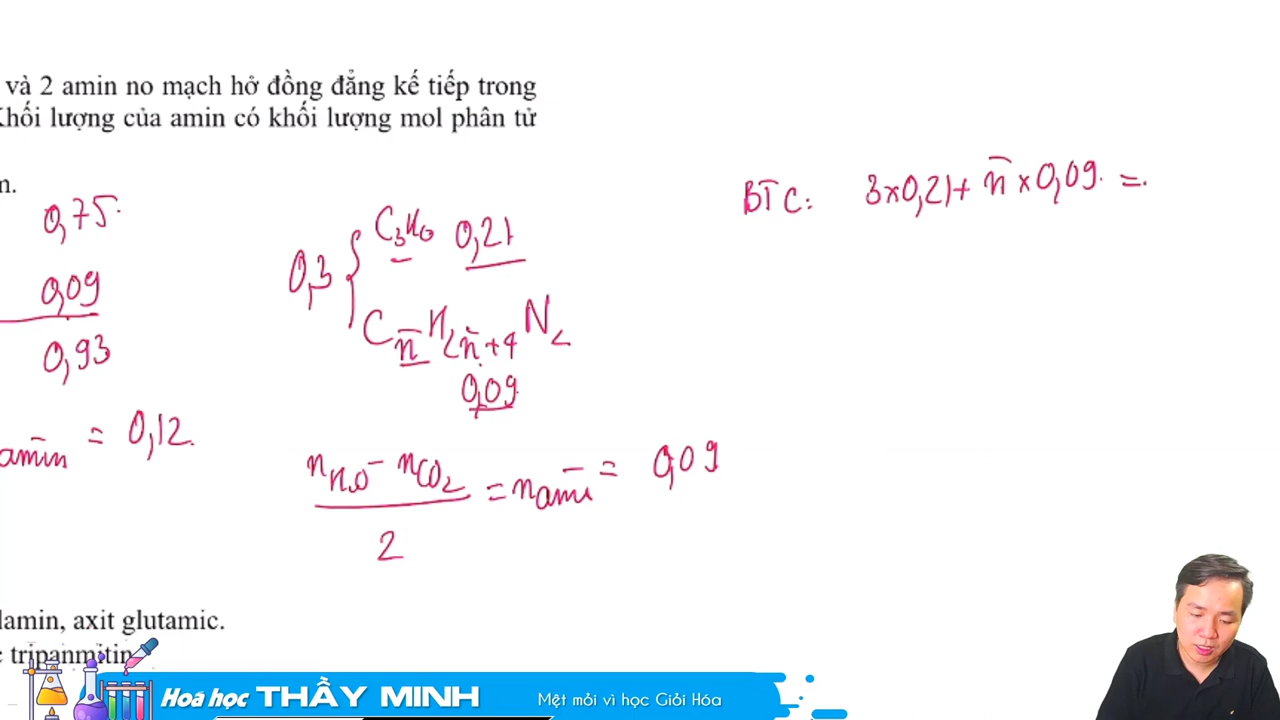 và 2 amin no mạch hở đồng đẳng kế tiếp trong
Khối lượng của amin có khối lượng mol phân tử
m.
0,75
0,09
0,93
amin = 0,12
0,3 { C3H6 0,21
Cn̄H2n̄+4N2
0,09
nH2O - nCO2 / 2 = namin = 0,09
BTC: 3x0,21 + n̄ x 0,09 =
lamin, axit glutamic.
c tripanmitin
Hoá học THẦY MINH
Mệt mỏi vì học Giỏi Hóa